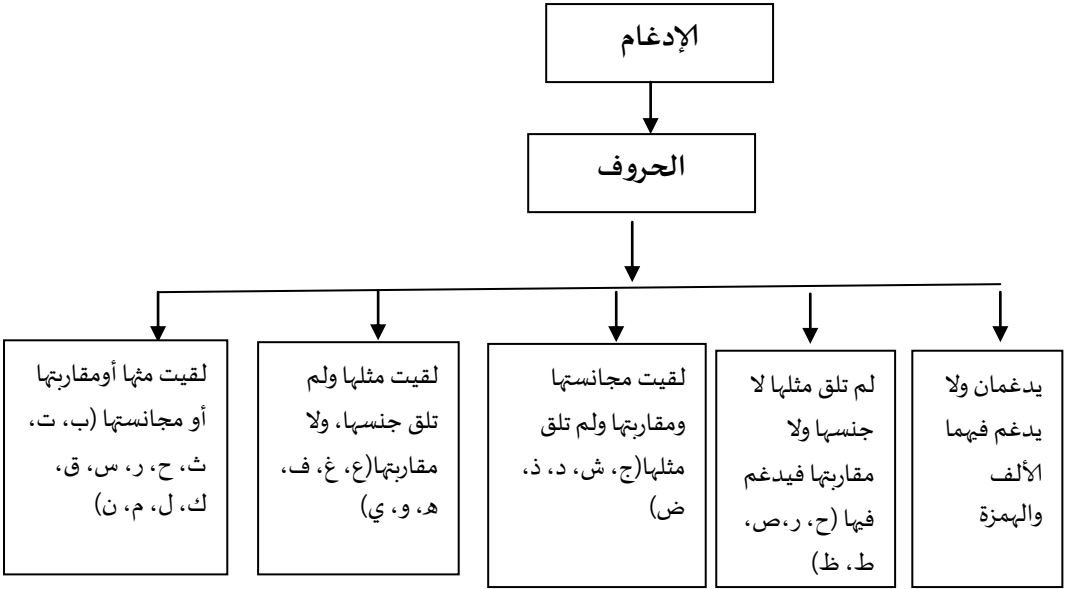 الإدغام
الحروف
يدغمان ولا
يدغم فيهما
الألف
والهمزة
لم تلق مثلها لا
جنسها ولا
مقاربتها فيدغم
فيها (ح، ر،ص،
ط، ظ)
لقيت مجانستها
ومقاربتها ولم تلق
مثلها(ج، ش، د، ذ،
ض)
لقيت مثلها ولم
تلق جنسها، ولا
مقاربتها(ع، غ، ف،
ه، و، ي)
لقيت مثها أومقاربتها
أو مجانستها (ب، ت،
ث، ح، ر، س، ق،
ك، ل، م، ن)